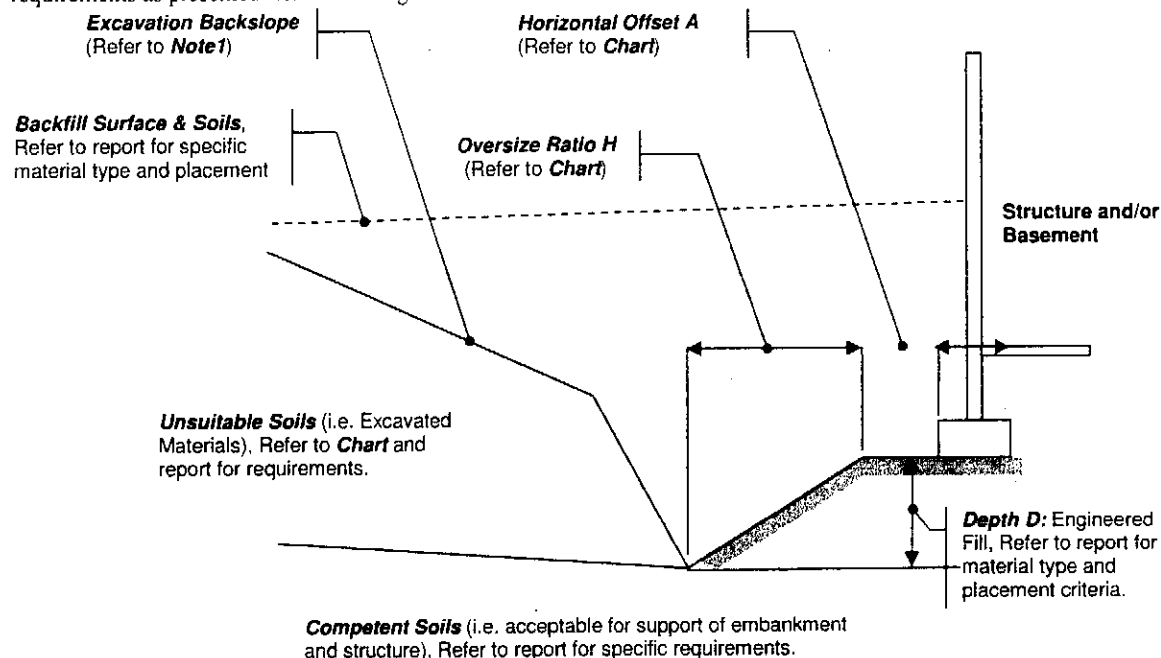 requirements as presented
Excavation Backslope
(Refer to Note1)
Horizontal Offset A
(Refer to Chart)
Backfill Surface & Soils,
Refer to report for specific
material type and placement
Oversize Ratio H
(Refer to Chart)
Structure and/or
Basement
Unsuitable Soils (i.e. Excavated
Materials), Refer to Chart and
report for requirements.
Depth D: Engineered
Fill, Refer to report for
material type and
placement criteria.
Competent Soils (i.e. acceptable for support of embankment
and structure). Refer to report for specific requirements.